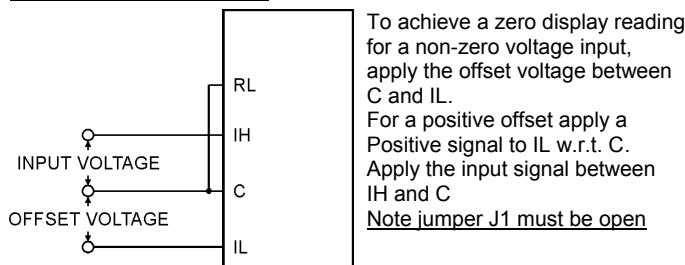 To achieve a zero display reading
for a non-zero voltage input,
apply the offset voltage between
C and IL.
For a positive offset apply a
Positive signal to IL w.r.t. C.
Apply the input signal between
IH and C
Note jumper J1 must be open
RL
IH
INPUT VOLTAGE
C
OFFSET VOLTAGE
IL